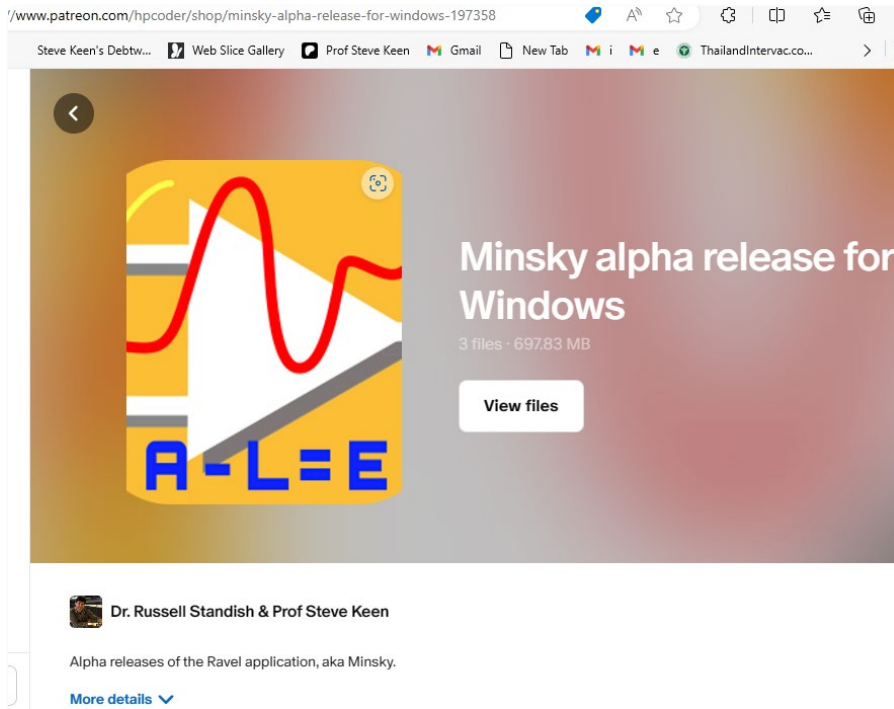 //www.patreon.com/hpcoder/shop/minsky-alpha-release-for-windows-197358
Steve Keen's Debtw... Web Slice Gallery Prof Steve Keen Gmail New Tab i e ThailandIntervac.co...
Minsky alpha release for
Windows
3 files · 697.83 MB
View files
A-L=E
Dr. Russell Standish & Prof Steve Keen
Alpha releases of the Ravel application, aka Minsky.
More details